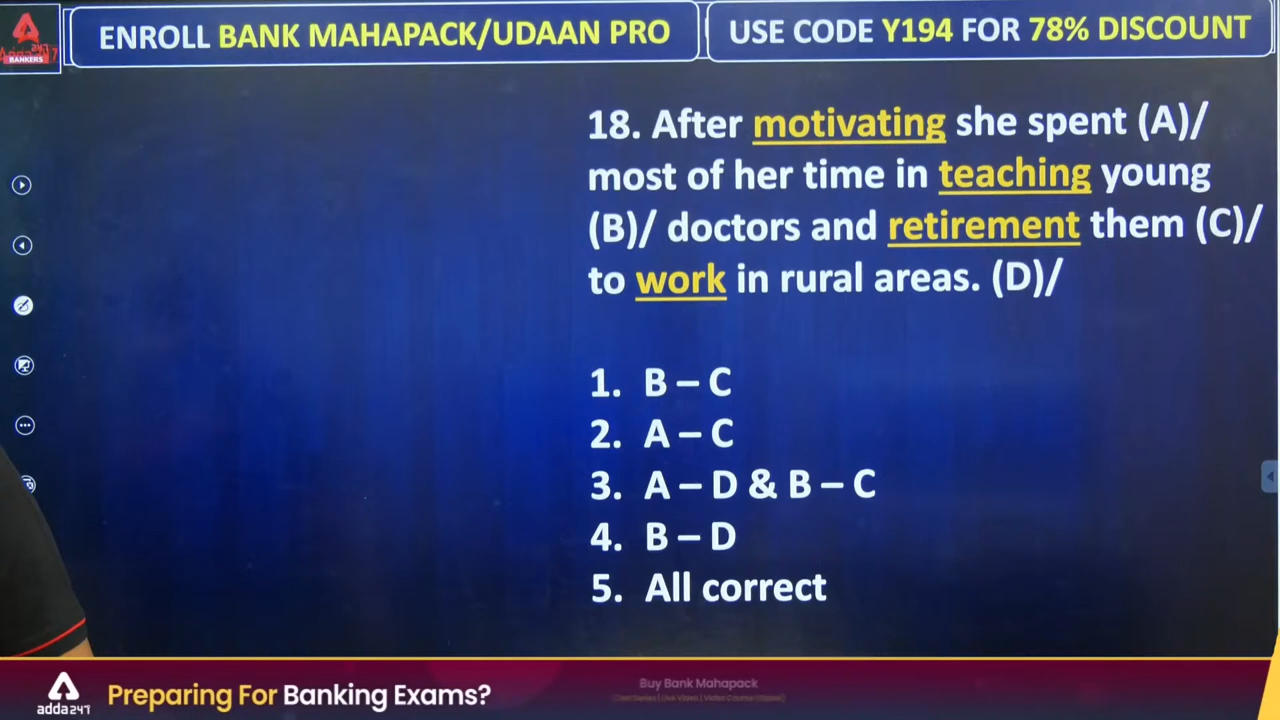 ENROLL BANK MAHAPACK/UDAAN PRO
USE CODE Y194 FOR 78% DISCOUNT
BANKERS
18. After motivating she spent (A)/
most of her time in teaching young
(B)/ doctors and retirement them (C)/
to work in rural areas. (D)/
1. B – C
2. A – C
3. A – D & B – C
4. B – D
5. All correct
adda247
Preparing For Banking Exams?
Buy Bank Mahapack